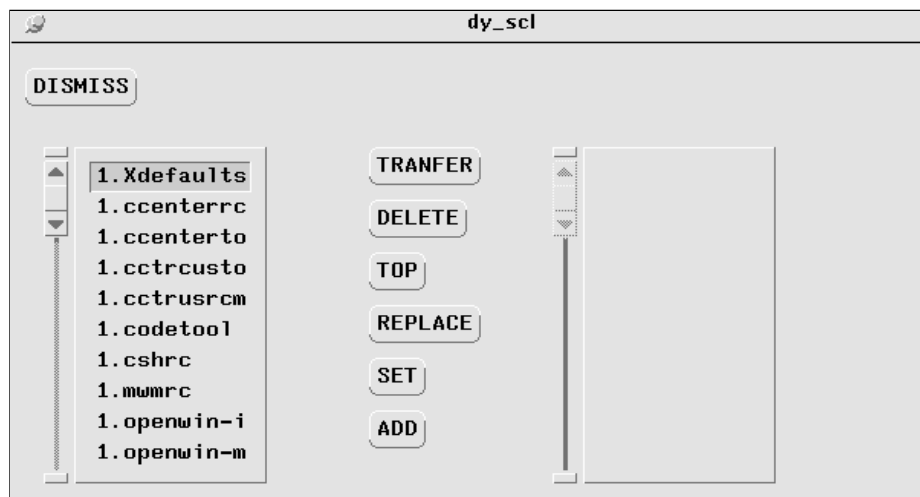 dy_scl
DISMISS
1.Xdefaults
1.ccenterrc
1.ccenterto
1.cctrcusto
1.cctrusrcm
1.codetool
1.cshrc
1.mwmrc
1.openwin-i
1.openwin-m
TRANFER
DELETE
TOP
REPLACE
SET
ADD